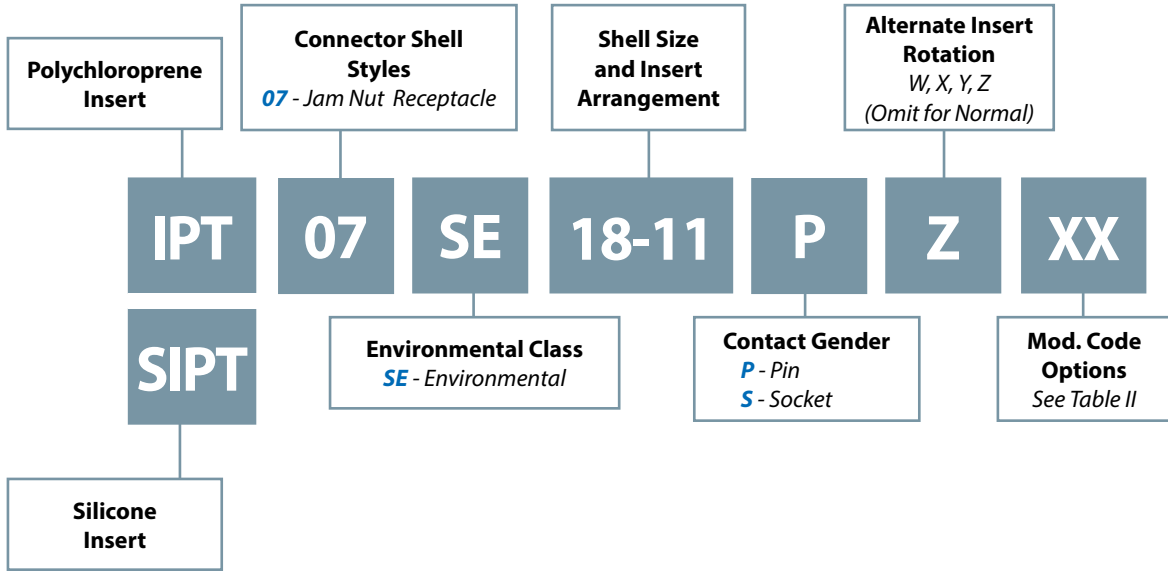 Polychloroprene
Insert
Connector Shell
Styles
07 - Jam Nut Receptacle
Shell Size
and Insert
Arrangement
Alternate Insert
Rotation
W, X, Y, Z
(Omit for Normal)
IPT
07
SE
18-11
P
Z
XX
SIPT
Environmental Class
SE - Environmental
Contact Gender
P - Pin
S - Socket
Mod. Code
Options
See Table II
Silicone
Insert